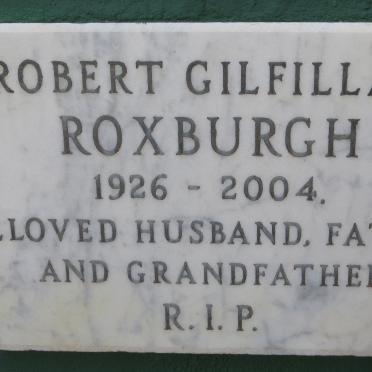 ROBERT GILFILLA
ROXBURGH
1926 - 2004.
LOVED HUSBAND, FAT
AND GRANDFATHE
R.I.P.